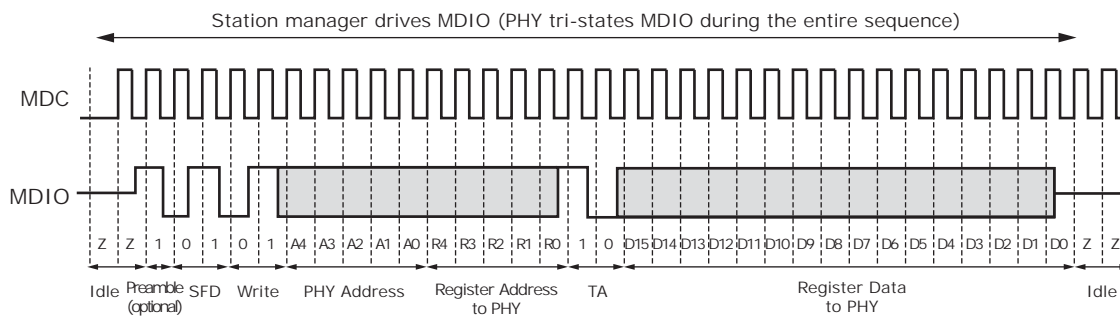 Station manager drives MDIO (PHY tri-states MDIO during the entire sequence)
MDC
MDIO
Z Z 1 0 1 0 1 A4 A3 A2 A1 A0 R4 R3 R2 R1 R0 1 0 D15 D14 D13 D12 D11 D10 D9 D8 D7 D6 D5 D4 D3 D2 D1 D0 Z Z
Idle Preamble (optional) SFD Write PHY Address Register Address to PHY TA Register Data to PHY Idle